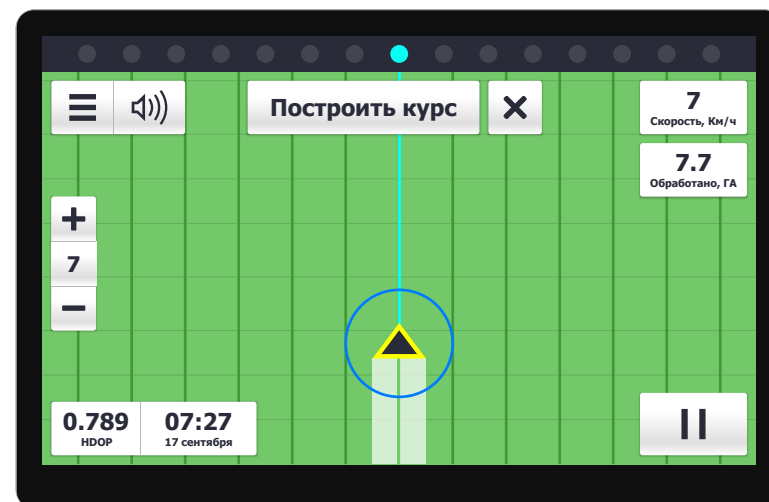 Построить курс
7
Скорость, Км/ч
7.7
Обработано, ГА
7
0.789
HDOP
07:27
17 сентября